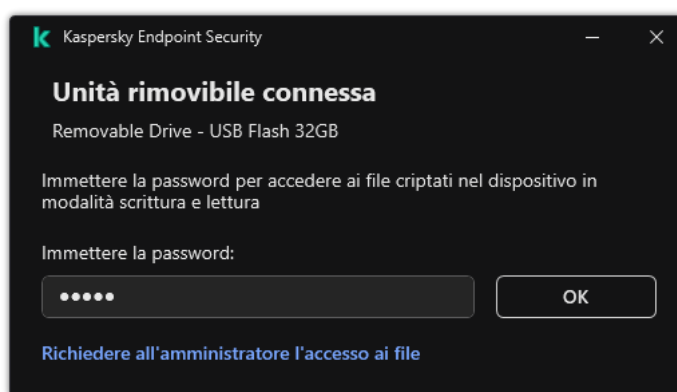 Kaspersky Endpoint Security
Unità rimovibile connessa
Removable Drive - USB Flash 32GB
Immettere la password per accedere ai file criptati nel dispositivo in
modalità scrittura e lettura
Immettere la password:
•••••
OK
Richiedere all'amministratore l'accesso ai file